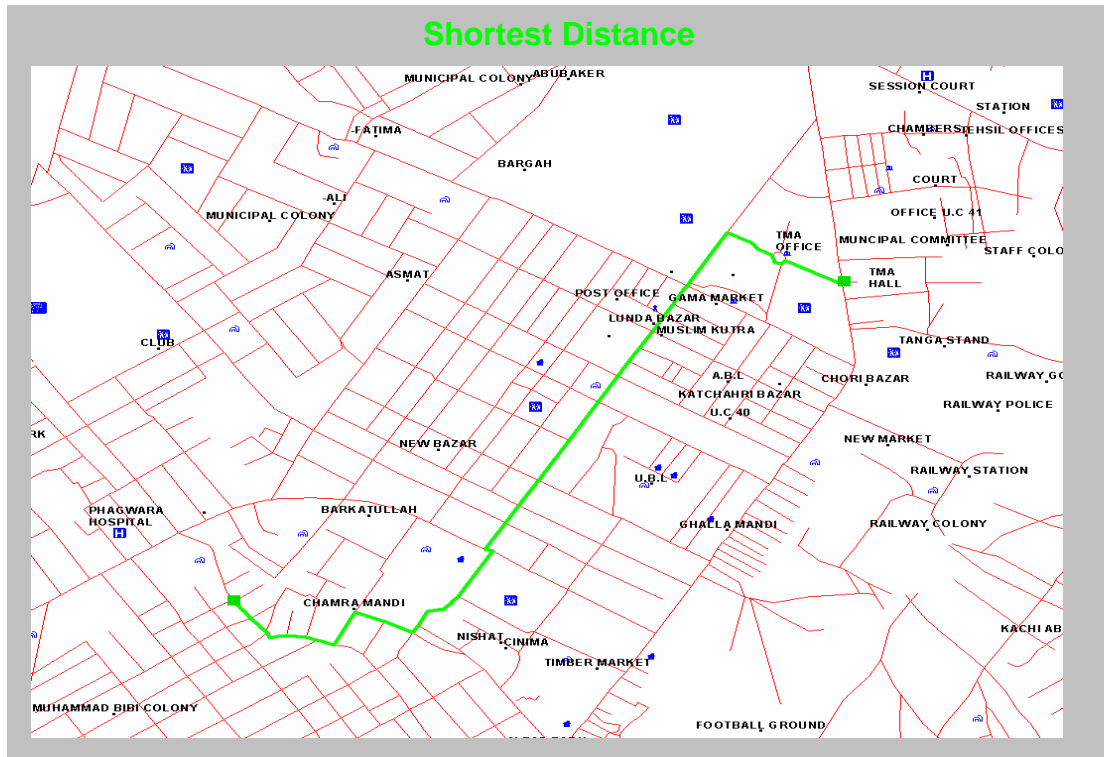 Shortest Distance
MUNICIPAL COLONY
ABUBAKER
SESSION COURT
STATION
-FATIMA
CHAMBERS
TEHSIL OFFICES
BARGAH
COURT
-ALI
MUNICIPAL COLONY
OFFICE U.C 41
TMA
OFFICE
MUNCIPAL COMMITTEE
STAFF COLO
ASMAT
TMA
HALL
POST OFFICE
GAMA MARKET
LUNDA BAZAR
MUSLIM KUTRA
CLUB
TANGA STAND
A.B.L
CHORI BAZAR
RAILWAY GO
KATCHAHRI BAZAR
U.C 40
RAILWAY POLICE
RK
NEW BAZAR
NEW MARKET
U.B.L
RAILWAY STATION
PHAGWARA
HOSPITAL
BARKATULLAH
GHALLA MANDI
RAILWAY COLONY
H
H
CHAMRA MANDI
KACHI AB
NISHAT
CINIMA
TIMBER MARKET
MUHAMMAD BIBI COLONY
FOOTBALL GROUND